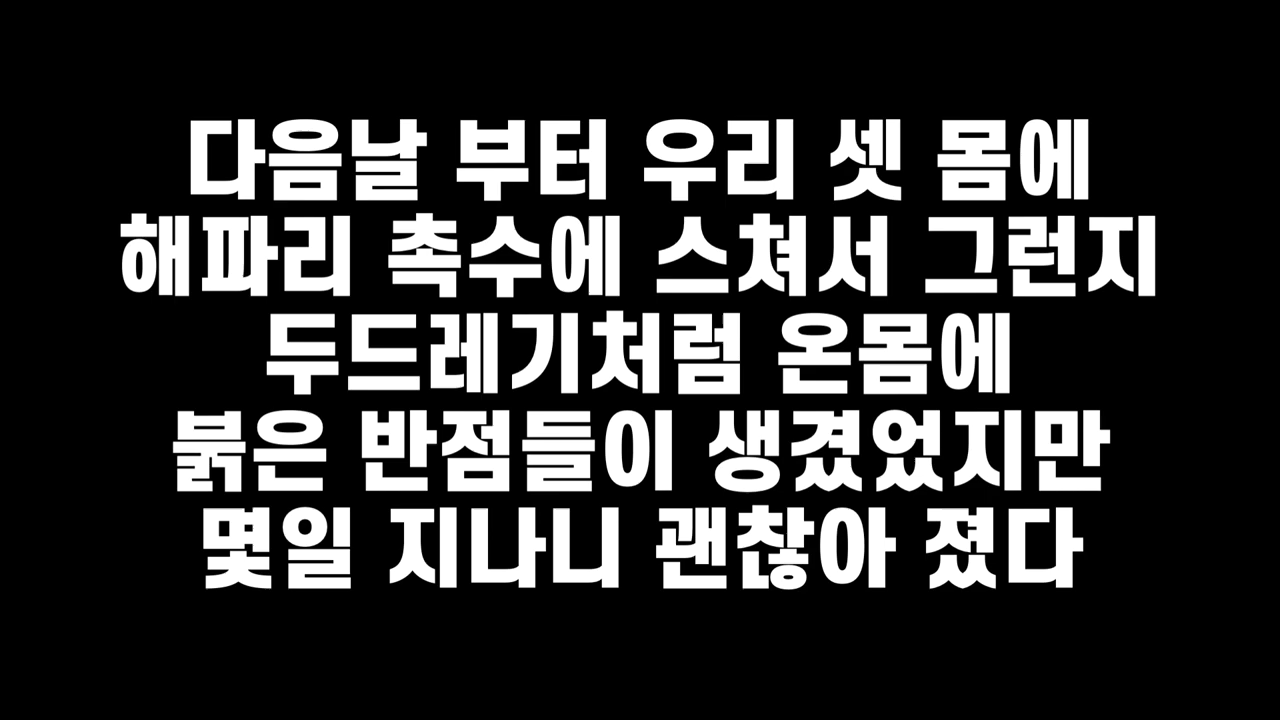 다음날 부터 우리 셋 몸에
해파리 촉수에 스쳐서 그런지
두드레기처럼 온몸에
붉은 반점들이 생겼었지만
몇일 지나니 괜찮아 졌다